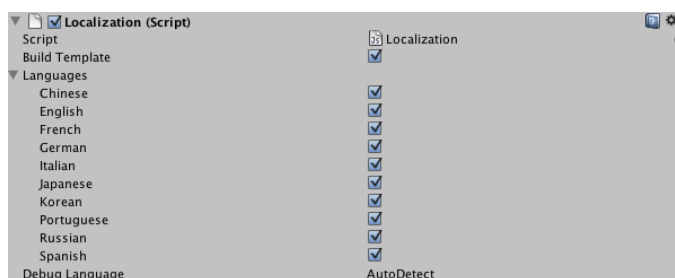 Localization (Script)
Script Localization
Build Template
Languages
Chinese
English
French
German
Italian
Japanese
Korean
Portuguese
Russian
Spanish
Debug Language AutoDetect